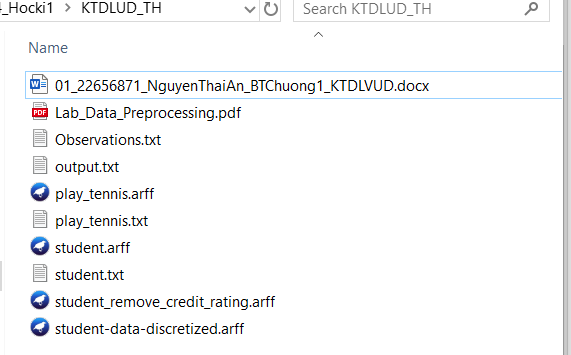 4_Hocki1 > KTDLUD_TH
Search KTDLUD_TH
Name
01_22656871_NguyenThaiAn_BTChuong1_KTDLVUD.docx
Lab_Data_Preprocessing.pdf
Observations.txt
output.txt
play_tennis.arff
play_tennis.txt
student.arff
student.txt
student_remove_credit_rating.arff
student-data-discretized.arff